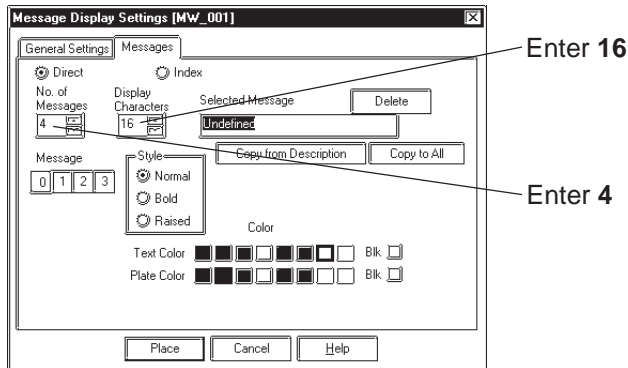 Message Display Settings [MW_001]
General Settings Messages
Enter 16
Direct Index
No. of Messages
Display Characters
Selected Message
Delete
4 16 Undefined
Copy from Description Copy to All
Message
0 1 2 3
Style
Normal
Bold
Raised
Enter 4
Color
Text Color Blk
Plate Color Blk
Place Cancel Help